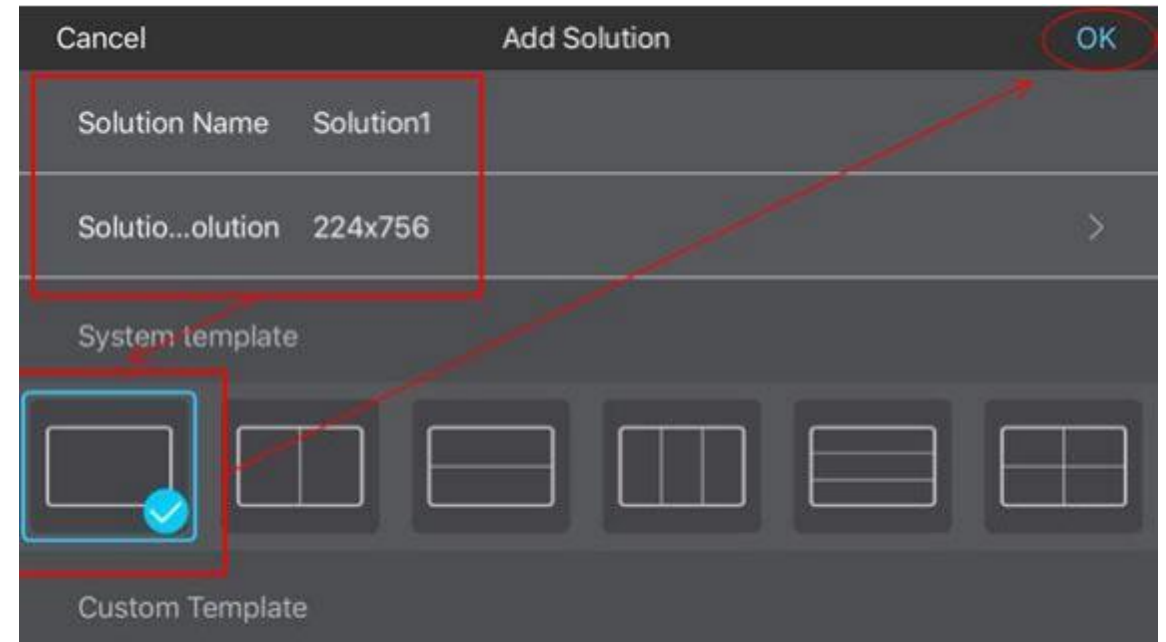 Cancel Add Solution OK
Solution Name Solution1
Solutio...olution 224x756
System template
Custom Template